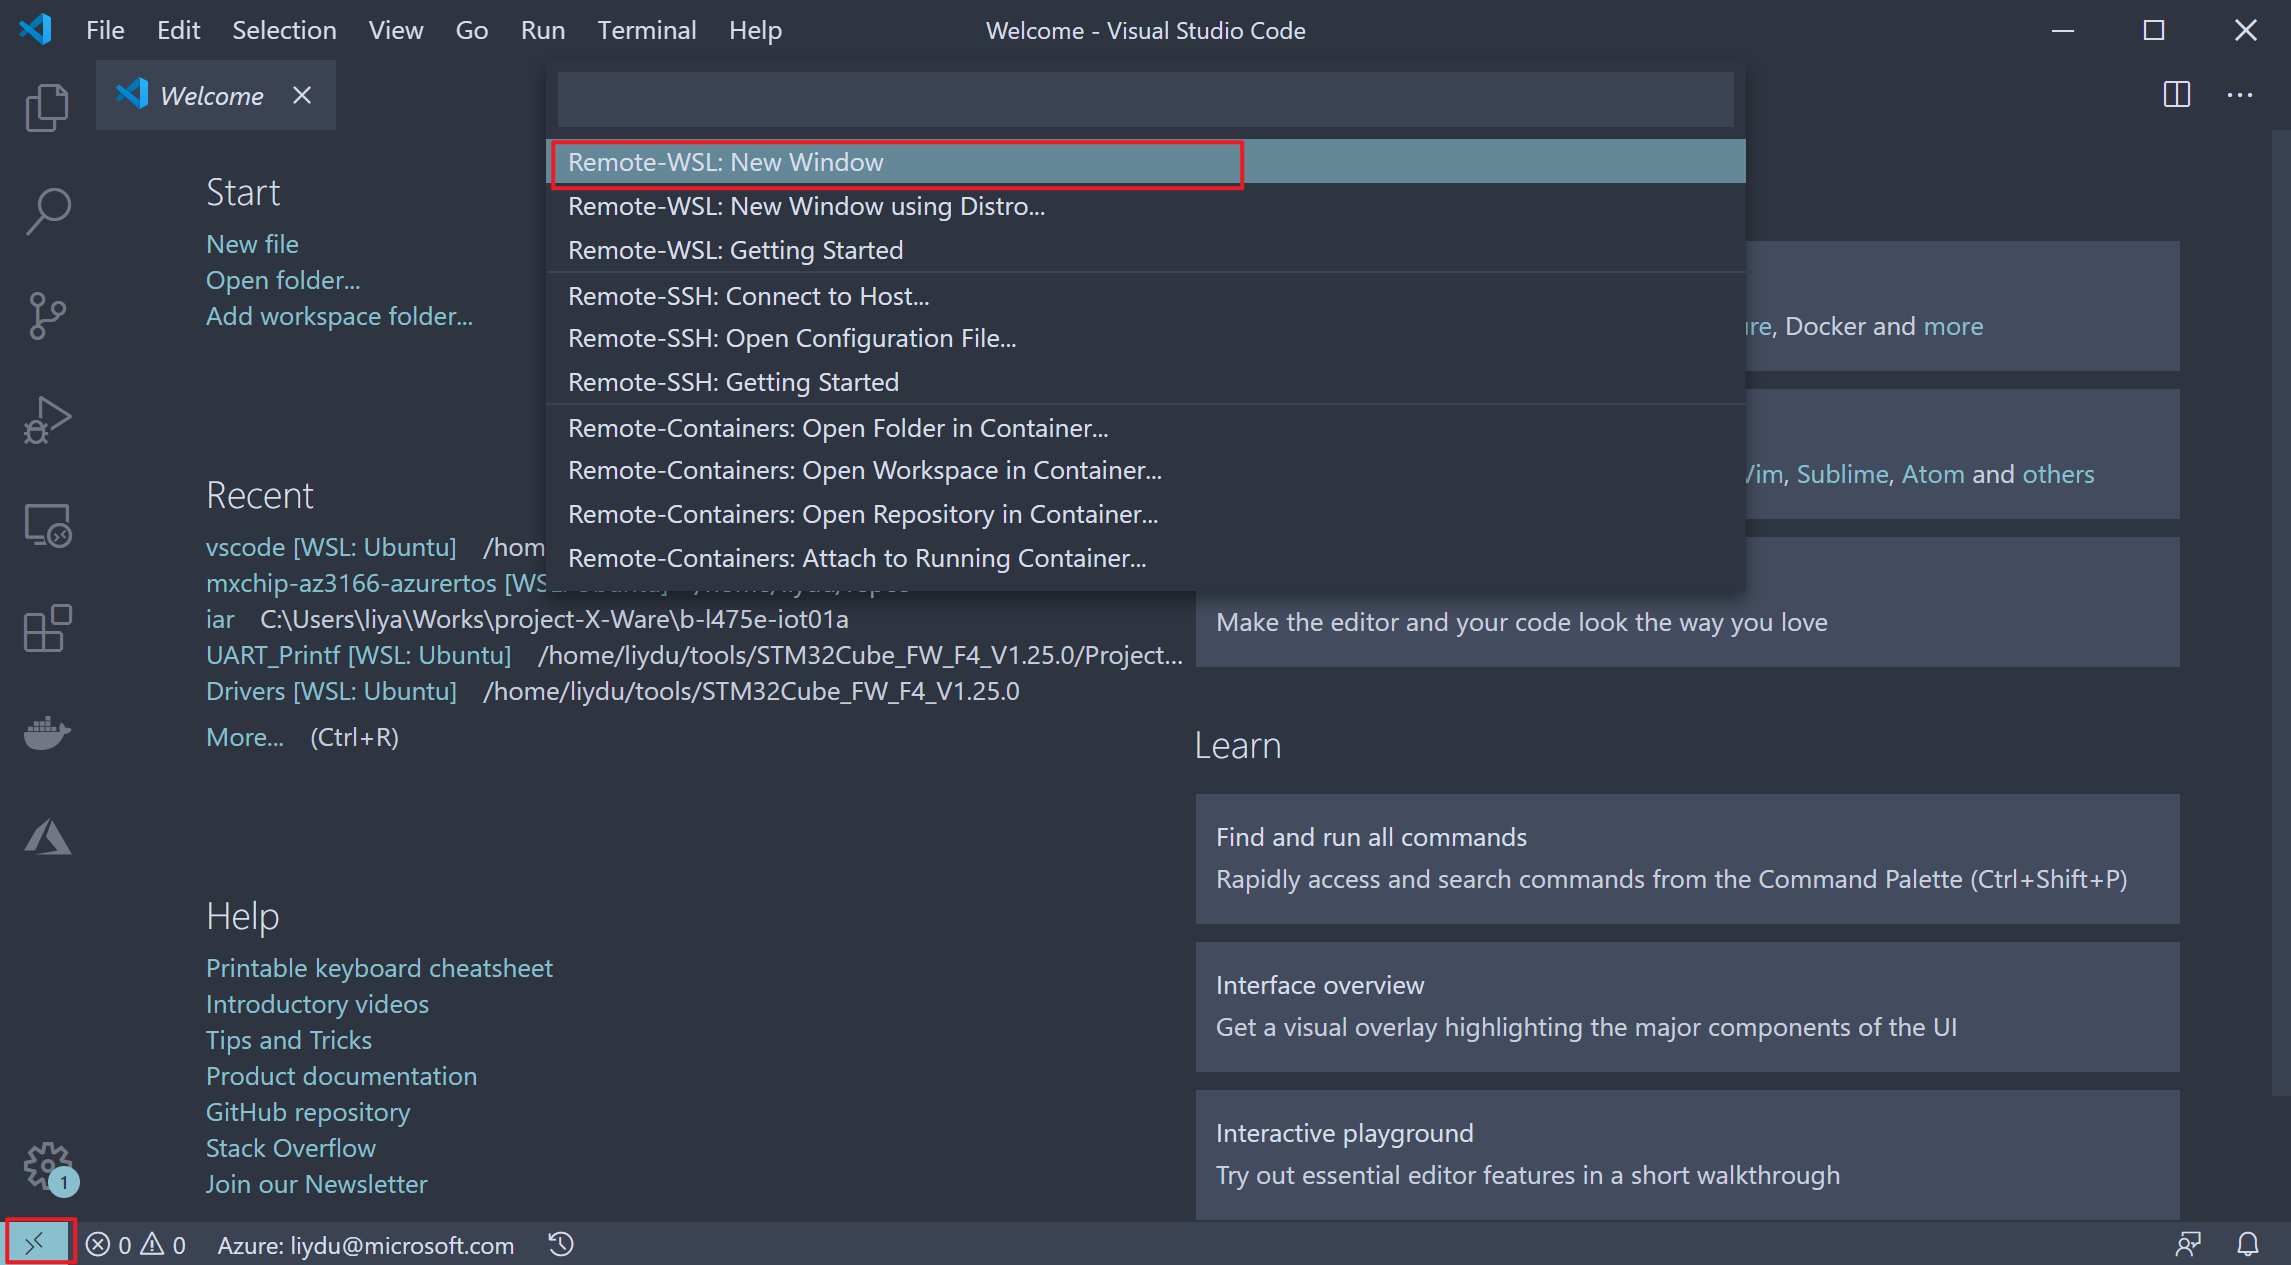 File Edit Selection View Go Run Terminal Help
Welcome - Visual Studio Code
Welcome
Remote-WSL: New Window
Remote-WSL: New Window using Distro...
Remote-WSL: Getting Started
Remote-SSH: Connect to Host...
Remote-SSH: Open Configuration File...
Remote-SSH: Getting Started
Remote-Containers: Open Folder in Container...
Remote-Containers: Open Workspace in Container...
Remote-Containers: Open Repository in Container...
Remote-Containers: Attach to Running Container...
Start
New file
Open folder...
Add workspace folder...
Recent
vscode [WSL: Ubuntu] /hom
mxchip-az3166-azurertos [WSL: Ubuntu] /home/liydu/repos
iar C:\Users\liya\Works\project-X-Ware\b-l475e-iot01a
UART_Printf [WSL: Ubuntu] /home/liydu/tools/STM32Cube_FW_F4_V1.25.0/Project...
Drivers [WSL: Ubuntu] /home/liydu/tools/STM32Cube_FW_F4_V1.25.0
More... (Ctrl+R)
Help
Printable keyboard cheatsheet
Introductory videos
Tips and Tricks
Product documentation
GitHub repository
Stack Overflow
Join our Newsletter
re, Docker and more
Vim, Sublime, Atom and others
Make the editor and your code look the way you love
Learn
Find and run all commands
Rapidly access and search commands from the Command Palette (Ctrl+Shift+P)
Interface overview
Get a visual overlay highlighting the major components of the UI
Interactive playground
Try out essential editor features in a short walkthrough
1
0 0 Azure: liydu@microsoft.com